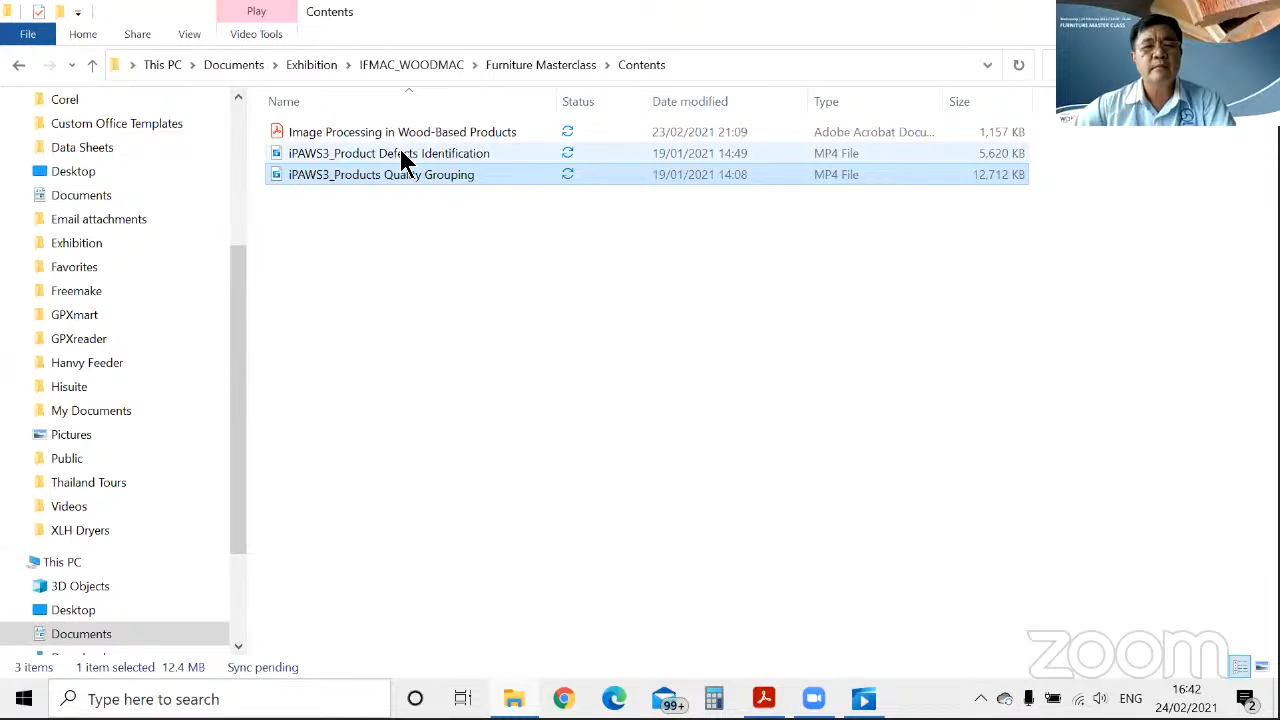 Play
Contents
File
Home
Share
View
Video Tools
This PC
Documents
Exhibition
IFMAC_WOODMAC
Furniture Masterclass
Contents
Name
Status
Date modified
Type
Size
Image Processing in Wood-Based Products
23/02/2021 21:09
Adobe Acrobat Docu...
1,157 KB
iPAWS3_Product Defects Identification
19/01/2021 14:49
MP4 File
5,620 KB
iPAWS3_Products Quality Grouping
19/01/2021 14:08
MP4 File
12,712 KB
Corel
Custom Office Templates
Data Sheets
Desktop
Documents
Email attachments
Exhibition
Favorites
Freemake
GPXmart
GPXreader
Hanvy Feeder
Hisuite
My Documents
Pictures
Public
Thailand Tours
Videos
XLH Dryers
This PC
3D Objects
Desktop
Documents
3 items
1 item selected
12.4 MB
Sync pending
FURNITURE MASTER CLASS
zoom
Type here to search
99+
ENG
16:42
24/02/2021
2